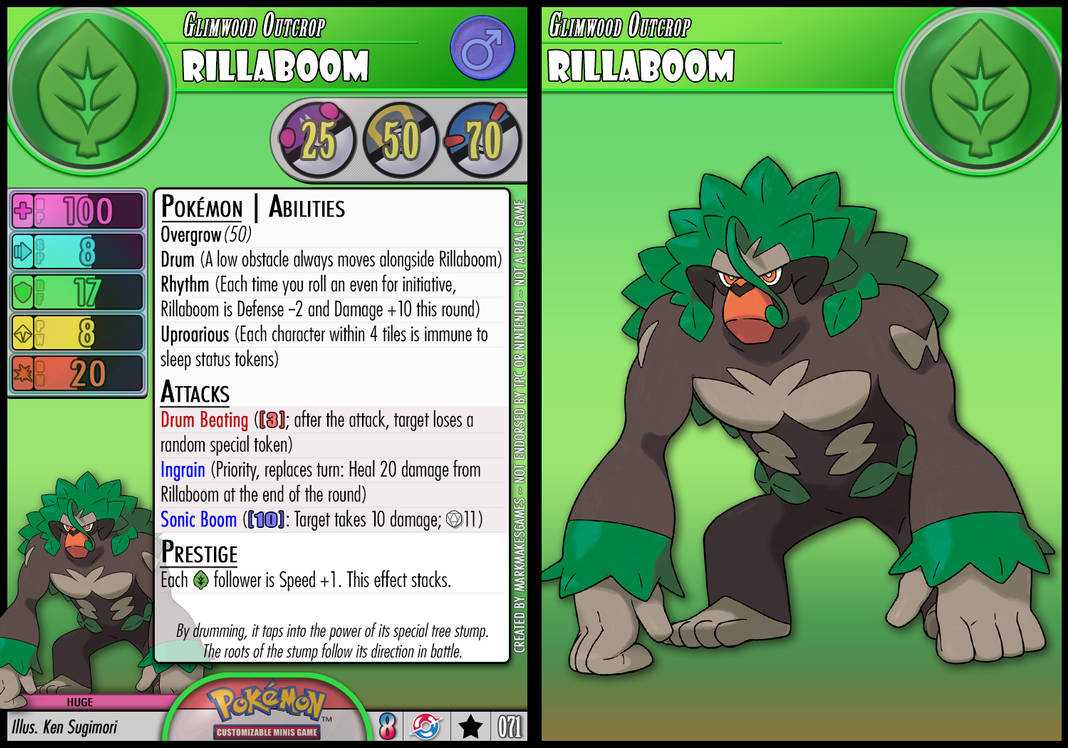 Glimwood Outcrop
RILLABOOM
25 50 70
HP 100
SP 8
DF 17
PW 8
DM 20
Pokémon | Abilities
Overgrow (50)
Drum (A low obstacle always moves alongside Rillaboom)
Rhythm (Each time you roll an even for initiative,
Rillaboom is Defense -2 and Damage +10 this round)
Uproarious (Each character within 4 tiles is immune to
sleep status tokens)
Attacks
Drum Beating ([3]; after the attack, target loses a
random special token)
Ingrain (Priority, replaces turn: Heal 20 damage from
Rillaboom at the end of the round)
Sonic Boom ([10]: Target takes 10 damage; 11)
Prestige
Each follower is Speed +1. This effect stacks.
By drumming, it taps into the power of its special tree stump.
The roots of the stump follow its direction in battle.
CREATED BY MARKMAKESGAMES -- NOT ENDORSED BY TPC OR NINTENDO -- NOT A REAL GAME
HUGE
Illus. Ken Sugimori
POKéMON™
CUSTOMIZABLE MINIS GAME
8
071
Glimwood Outcrop
RILLABOOM